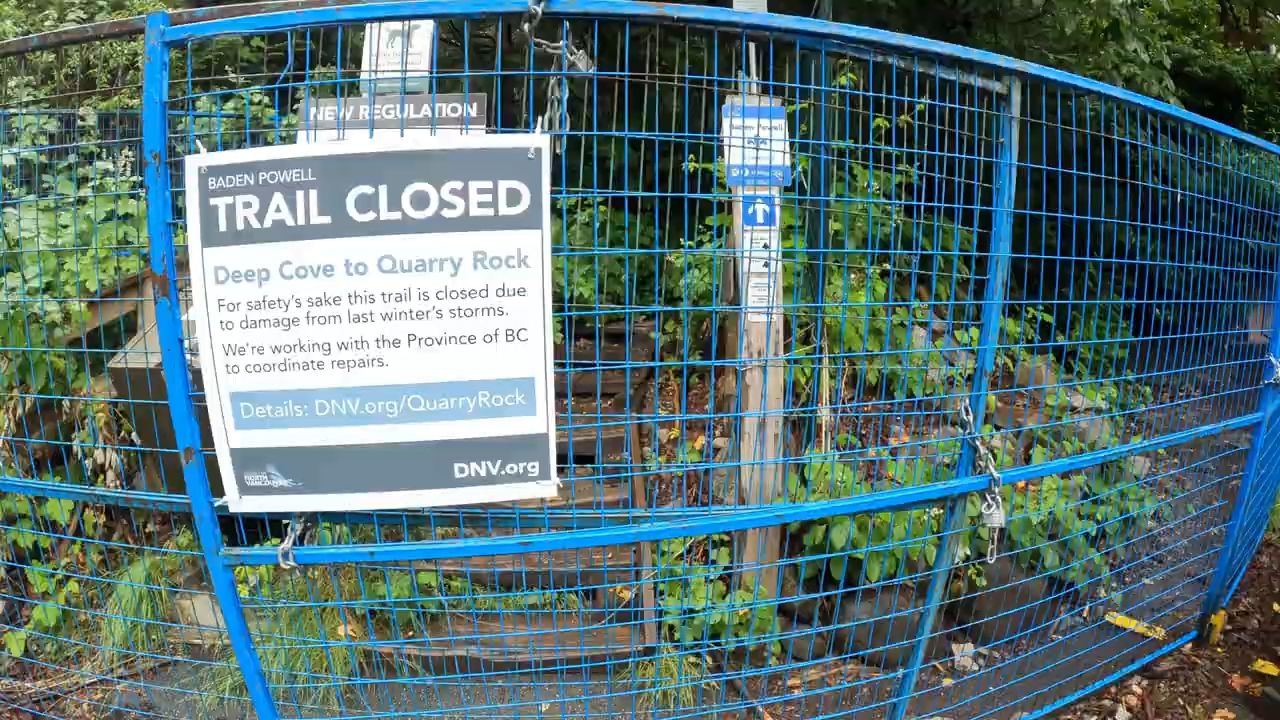 NEW REGULATION
BADEN POWELL
TRAIL CLOSED
Deep Cove to Quarry Rock
For safety's sake this trail is closed due
to damage from last winter's storms.
We're working with the Province of BC
to coordinate repairs.
Details: DNV.org/QuarryRock
NORTH
VANCOUVER
DNV.org
Baden Powell